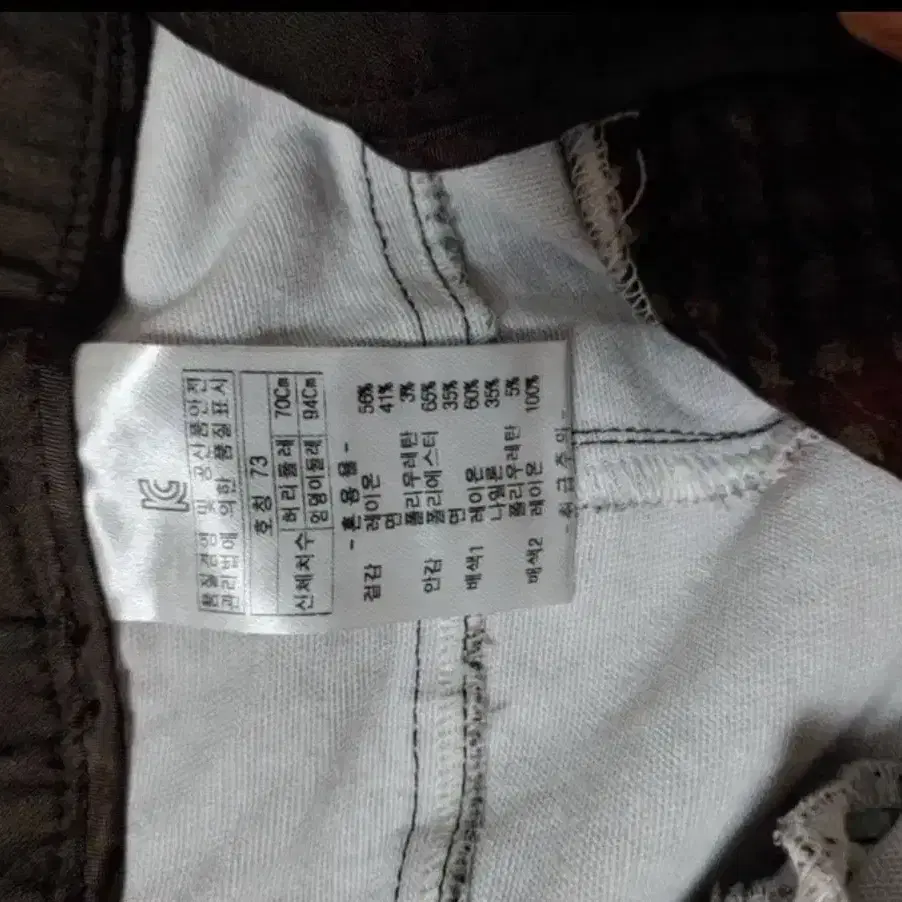 품질경영 및 공산품안전
관리법에 의한 품질표시
호칭 73
신체치수 허리둘레 70Cm
엉덩이둘레 94Cm
- 혼용율 -
겉감 레이온 56%
면 41%
폴리우레탄 3%
안감 폴리에스터 65%
면 35%
배색1 레이온 60%
나일론 35%
폴리우레탄 5%
배색2 레이온 100%
- 취급주의 -